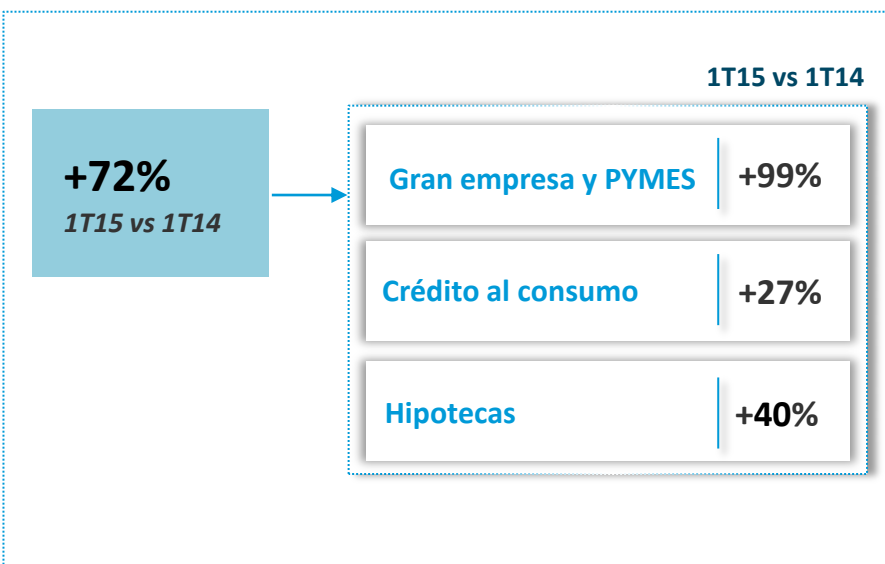 1T15 vs 1T14
+72%
1T15 vs 1T14
Gran empresa y PYMES +99%
Crédito al consumo +27%
Hipotecas +40%